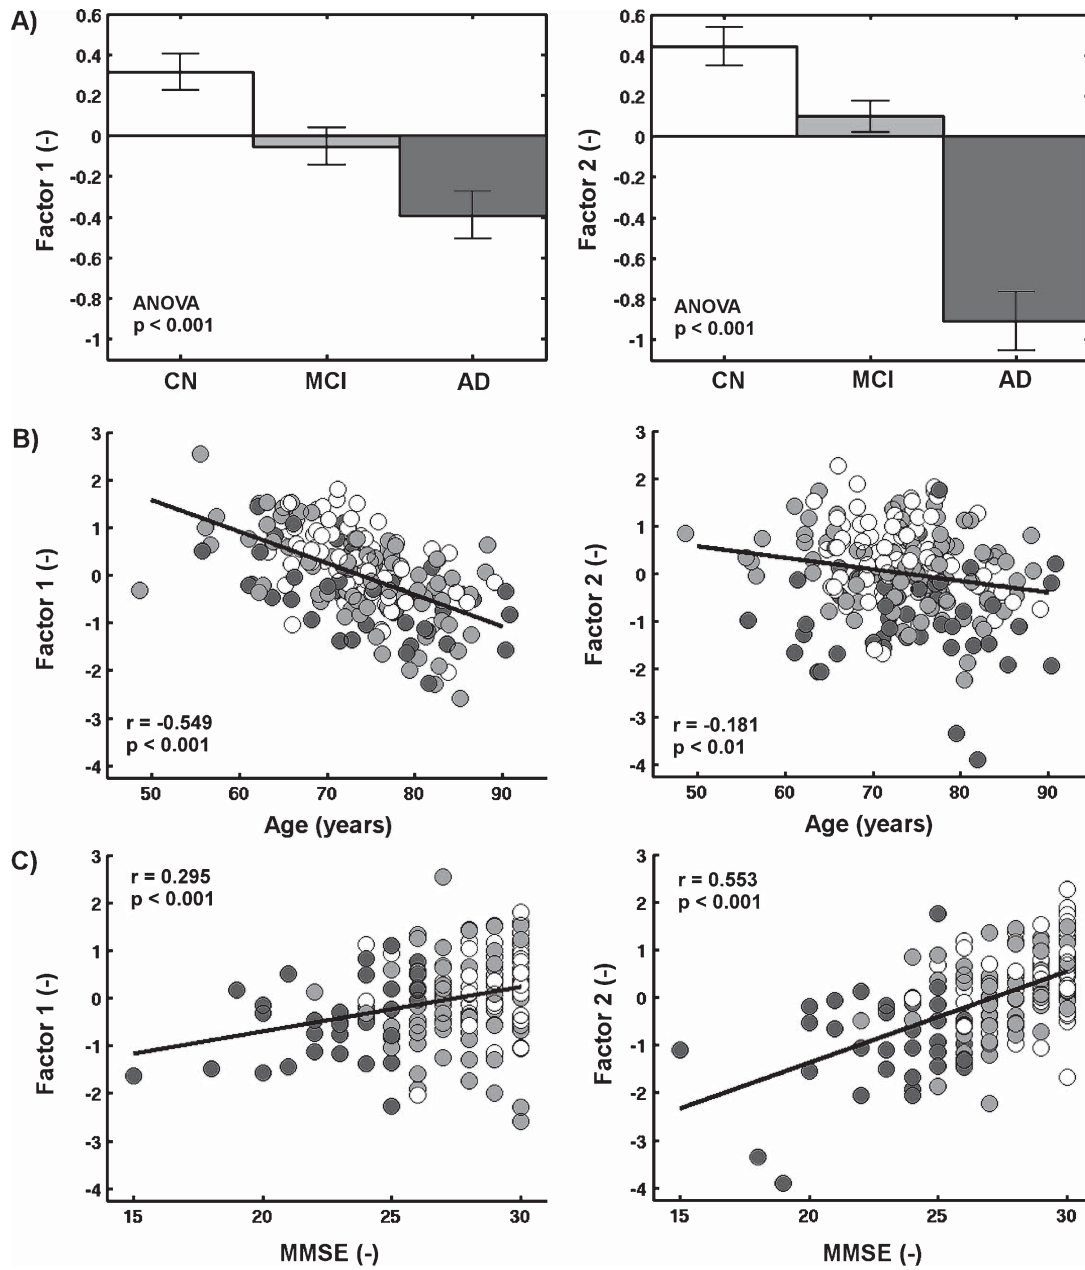 A)
0.6
0.4
0.2
0
-0.2
-0.4
-0.6
-0.8
-1
Factor 1 (-)
ANOVA
p < 0.001
CN MCI AD
0.6
0.4
0.2
0
-0.2
-0.4
-0.6
-0.8
-1
Factor 2 (-)
ANOVA
p < 0.001
CN MCI AD
B)
3
2
1
0
-1
-2
-3
-4
Factor 1 (-)
r = -0.549
p < 0.001
50 60 70 80 90
Age (years)
3
2
1
0
-1
-2
-3
-4
Factor 2 (-)
r = -0.181
p < 0.01
50 60 70 80 90
Age (years)
C)
3
2
1
0
-1
-2
-3
-4
Factor 1 (-)
r = 0.295
p < 0.001
15 20 25 30
MMSE (-)
3
2
1
0
-1
-2
-3
-4
Factor 2 (-)
r = 0.553
p < 0.001
15 20 25 30
MMSE (-)